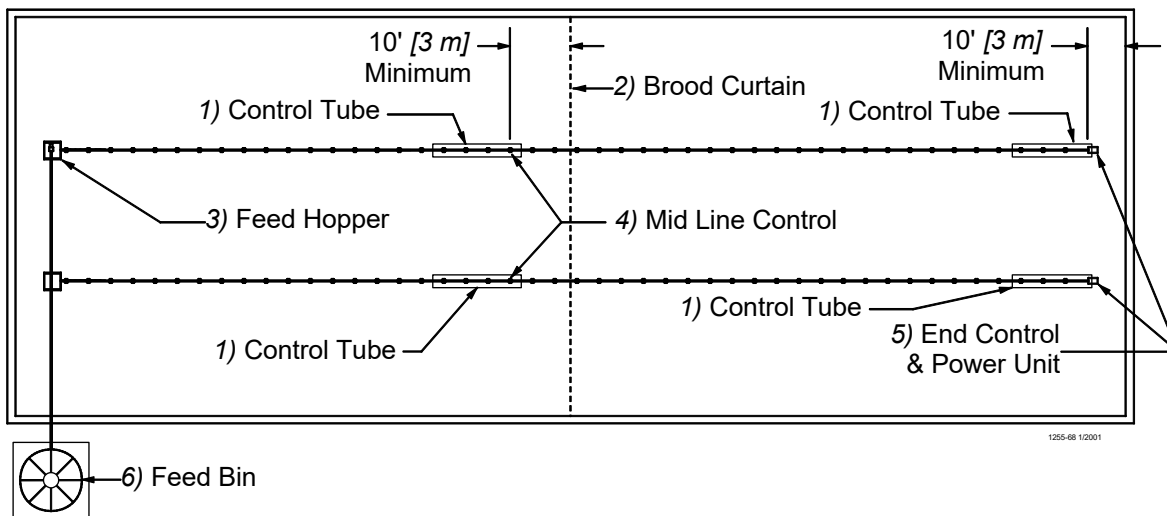 10' [3 m]
Minimum
10' [3 m]
Minimum
2) Brood Curtain
1) Control Tube
1) Control Tube
3) Feed Hopper
4) Mid Line Control
1) Control Tube
1) Control Tube
5) End Control
& Power Unit
1255-68 1/2001
6) Feed Bin